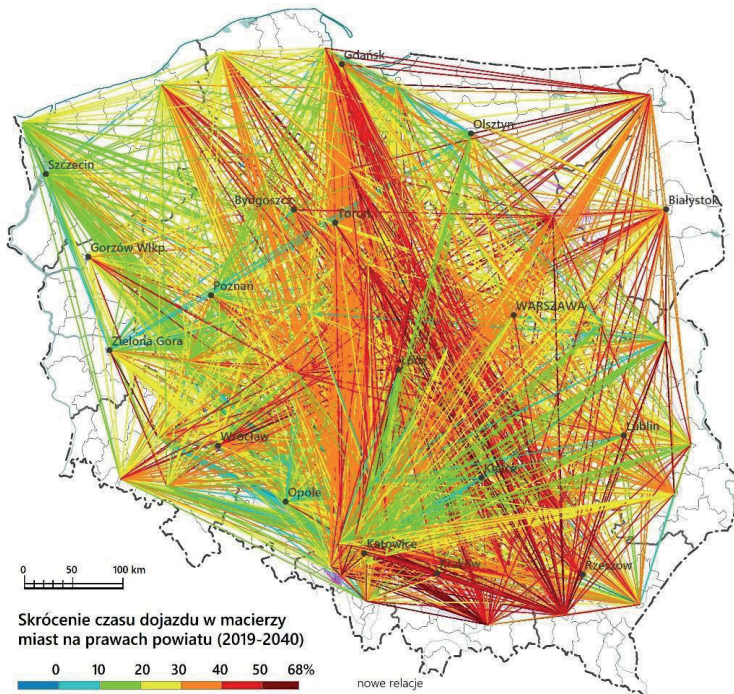 Gdańsk
Olsztyn
Szczecin
Bydgoszcz
Toruń
Białystok
Gorzów Wlkp.
Poznań
WARSZAWA
Zielona Góra
Łódź
Lublin
Wrocław
Kielce
Opole
Katowice
Kraków
Rzeszów
0 50 100 km
Skrócenie czasu dojazdu w macierzy
miast na prawach powiatu (2019-2040)
0 10 20 30 40 50 68%
nowe relacje